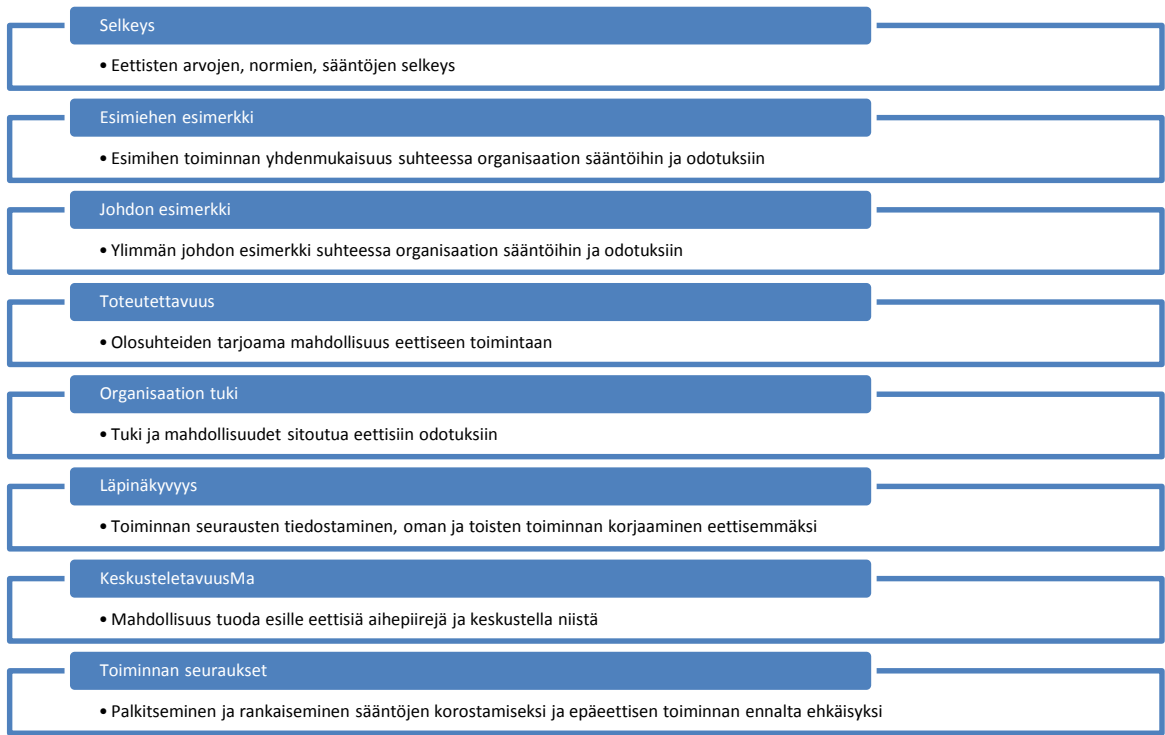 Selkeys
• Eettisten arvojen, normien, sääntöjen selkeys
Esimiehen esimerkki
• Esimihen toiminnan yhdenmukaisuus suhteessa organisaation sääntöihin ja odotuksiin
Johdon esimerkki
• Ylimmän johdon esimerkki suhteessa organisaation sääntöihin ja odotuksiin
Toteutettavuus
• Olosuhteiden tarjoama mahdollisuus eettiseen toimintaan
Organisaation tuki
• Tuki ja mahdollisuudet sitoutua eettisiin odotuksiin
Läpinäkyvyys
• Toiminnan seurausten tiedostaminen, oman ja toisten toiminnan korjaaminen eettisemmäksi
KeskusteletavuusMa
• Mahdollisuus tuoda esille eettisiä aihepiirejä ja keskustella niistä
Toiminnan seuraukset
• Palkitseminen ja rankaiseminen sääntöjen korostamiseksi ja epäeettisen toiminnan ennalta ehkäisyksi